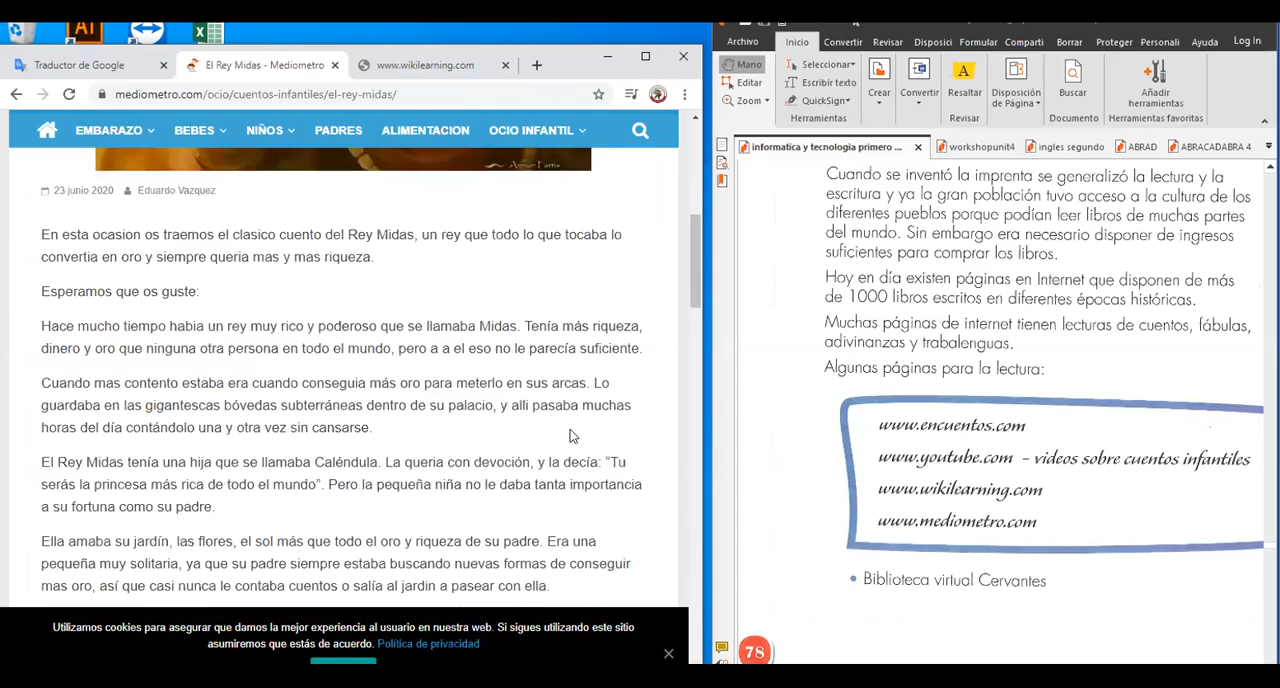 Ai X
Traductor de Google × El Rey Midas - Mediometro × www.wikilearning.com × +
mediometro.com/ocio/cuentos-infantiles/el-rey-midas/
EMBARAZO BEBES NIÑOS PADRES ALIMENTACION OCIO INFANTIL
23 junio 2020 Eduardo Vazquez
En esta ocasion os traemos el clasico cuento del Rey Midas, un rey que todo lo que tocaba lo
convertia en oro y siempre queria mas y mas riqueza.
Esperamos que os guste:
Hace mucho tiempo habia un rey muy rico y poderoso que se llamaba Midas. Tenía más riqueza,
dinero y oro que ninguna otra persona en todo el mundo, pero a a el eso no le parecía suficiente.
Cuando mas contento estaba era cuando conseguia más oro para meterlo en sus arcas. Lo
guardaba en las gigantescas bóvedas subterráneas dentro de su palacio, y alli pasaba muchas
horas del día contándolo una y otra vez sin cansarse.
El Rey Midas tenía una hija que se llamaba Caléndula. La queria con devoción, y la decía: “Tu
serás la princesa más rica de todo el mundo”. Pero la pequeña niña no le daba tanta importancia
a su fortuna como su padre.
Ella amaba su jardín, las flores, el sol más que todo el oro y riqueza de su padre. Era una
pequeña muy solitaria, ya que su padre siempre estaba buscando nuevas formas de conseguir
mas oro, así que casi nunca le contaba cuentos o salía al jardin a pasear con ella.
Utilizamos cookies para asegurar que damos la mejor experiencia al usuario en nuestra web. Si sigues utilizando este sitio
asumiremos que estás de acuerdo. Política de privacidad
Archivo Inicio Convertir Revisar Disposici Formular Comparti Borrar Proteger Personali Ayuda Log In
Mano Seleccionar
Editar Escribir texto
Zoom QuickSign
Herramientas
Crear
Convertir
Resaltar
Revisar
Disposición
de Página
Buscar
Documento
Añadir
herramientas
Herramientas favoritas
informatica y tecnologia primero ... × workshopunit4 ingles segundo ABRAD ABRACADABRA 4
Cuando se inventó la imprenta se generalizó la lectura y la
escritura y ya la gran población tuvo acceso a la cultura de los
diferentes pueblos porque podían leer libros de muchas partes
del mundo. Sin embargo era necesario disponer de ingresos
suficientes para comprar los libros.
Hoy en día existen páginas en Internet que disponen de más
de 1000 libros escritos en diferentes épocas históricas.
Muchas páginas de internet tienen lecturas de cuentos, fábulas,
adivinanzas y trabalenguas.
Algunas páginas para la lectura:
www.encuentos.com
www.youtube.com - videos sobre cuentos infantiles
www.wikilearning.com
www.mediometro.com
• Biblioteca virtual Cervantes
78